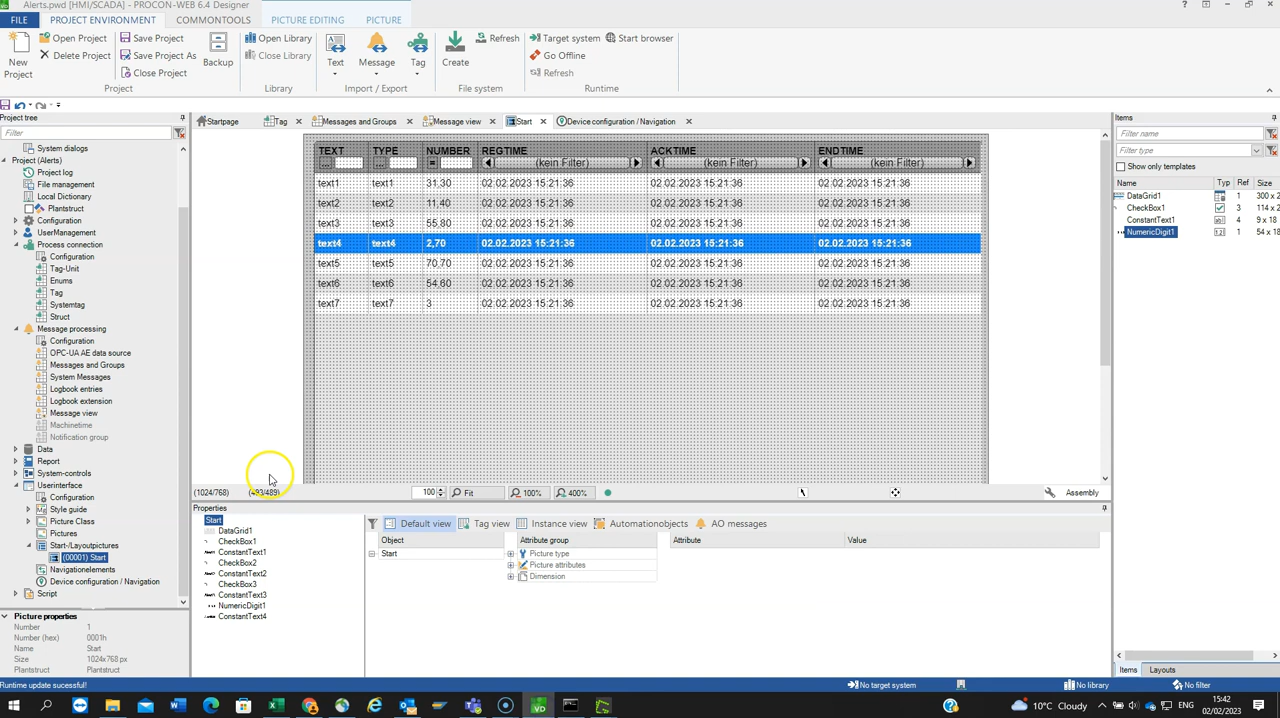 Alerts.pwd [HMI/SCADA] - PROCON-WEB 6.4 Designer
PICTURE EDITING
PICTURE
FILE
PROJECT ENVIRONMENT
COMMONTOOLS
New Project
Open Project
Delete Project
Save Project
Save Project As
Close Project
Backup
Open Library
Close Library
Text
Message
Tag
Create
Refresh
Target system
Go Offline
Refresh
Start browser
Project
Library
Import / Export
File system
Runtime
Project tree
Filter
System dialogs
Project (Alerts)
Project log
File management
Local Dictionary
Plantstruct
Configuration
UserManagement
Process connection
Configuration
Tag-Unit
Enums
Tag
Systemtag
Struct
Message processing
Configuration
OPC-UA AE data source
Messages and Groups
System Messages
Logbook entries
Logbook extension
Message view
Machinetime
Notification group
Data
Report
System-controls
Userinterface
Configuration
Style guide
Picture Class
Pictures
Start-/Layoutpictures
(00001) Start
Navigationelements
Device configuration / Navigation
Script
Picture properties
Number 1
Number (hex) 0001h
Name Start
Size 1024x768 px
Plantstruct Plantstruct
Startpage
Tag
Messages and Groups
Message view
Start
Device configuration / Navigation
TEXT TYPE NUMBER REGTIME ACKTIME ENDTIME
... ... = (kein Filter) (kein Filter) (kein Filter)
text1 text1 31,30 02.02.2023 15:21:36 02.02.2023 15:21:36 02.02.2023 15:21:36
text2 text2 11,40 02.02.2023 15:21:36 02.02.2023 15:21:36 02.02.2023 15:21:36
text3 text3 55,80 02.02.2023 15:21:36 02.02.2023 15:21:36 02.02.2023 15:21:36
text4 text4 2,70 02.02.2023 15:21:36 02.02.2023 15:21:36 02.02.2023 15:21:36
text5 text5 70,70 02.02.2023 15:21:36 02.02.2023 15:21:36 02.02.2023 15:21:36
text6 text6 54,60 02.02.2023 15:21:36 02.02.2023 15:21:36 02.02.2023 15:21:36
text7 text7 3 02.02.2023 15:21:36 02.02.2023 15:21:36 02.02.2023 15:21:36
(1024/768) (493/489) 100 Fit 100% 400% Assembly
Properties
Start
DataGrid1
CheckBox1
ConstantText1
CheckBox2
ConstantText2
CheckBox3
ConstantText3
NumericDigit1
ConstantText4
Default view
Tag view
Instance view
Automationobjects
AO messages
Object
Attribute group
Attribute
Value
Start
Picture type
Picture attributes
Dimension
Items
Filter name
Filter type
Show only templates
Name Typ Ref Size
DataGrid1 1 300 x 2
CheckBox1 3 114 x 2
ConstantText1 4 9 x 18
NumericDigit1 1 54 x 18
Items
Layouts
Runtime update sucessful!
No target system
No library
No filter
10°C Cloudy
15:42
02/02/2023